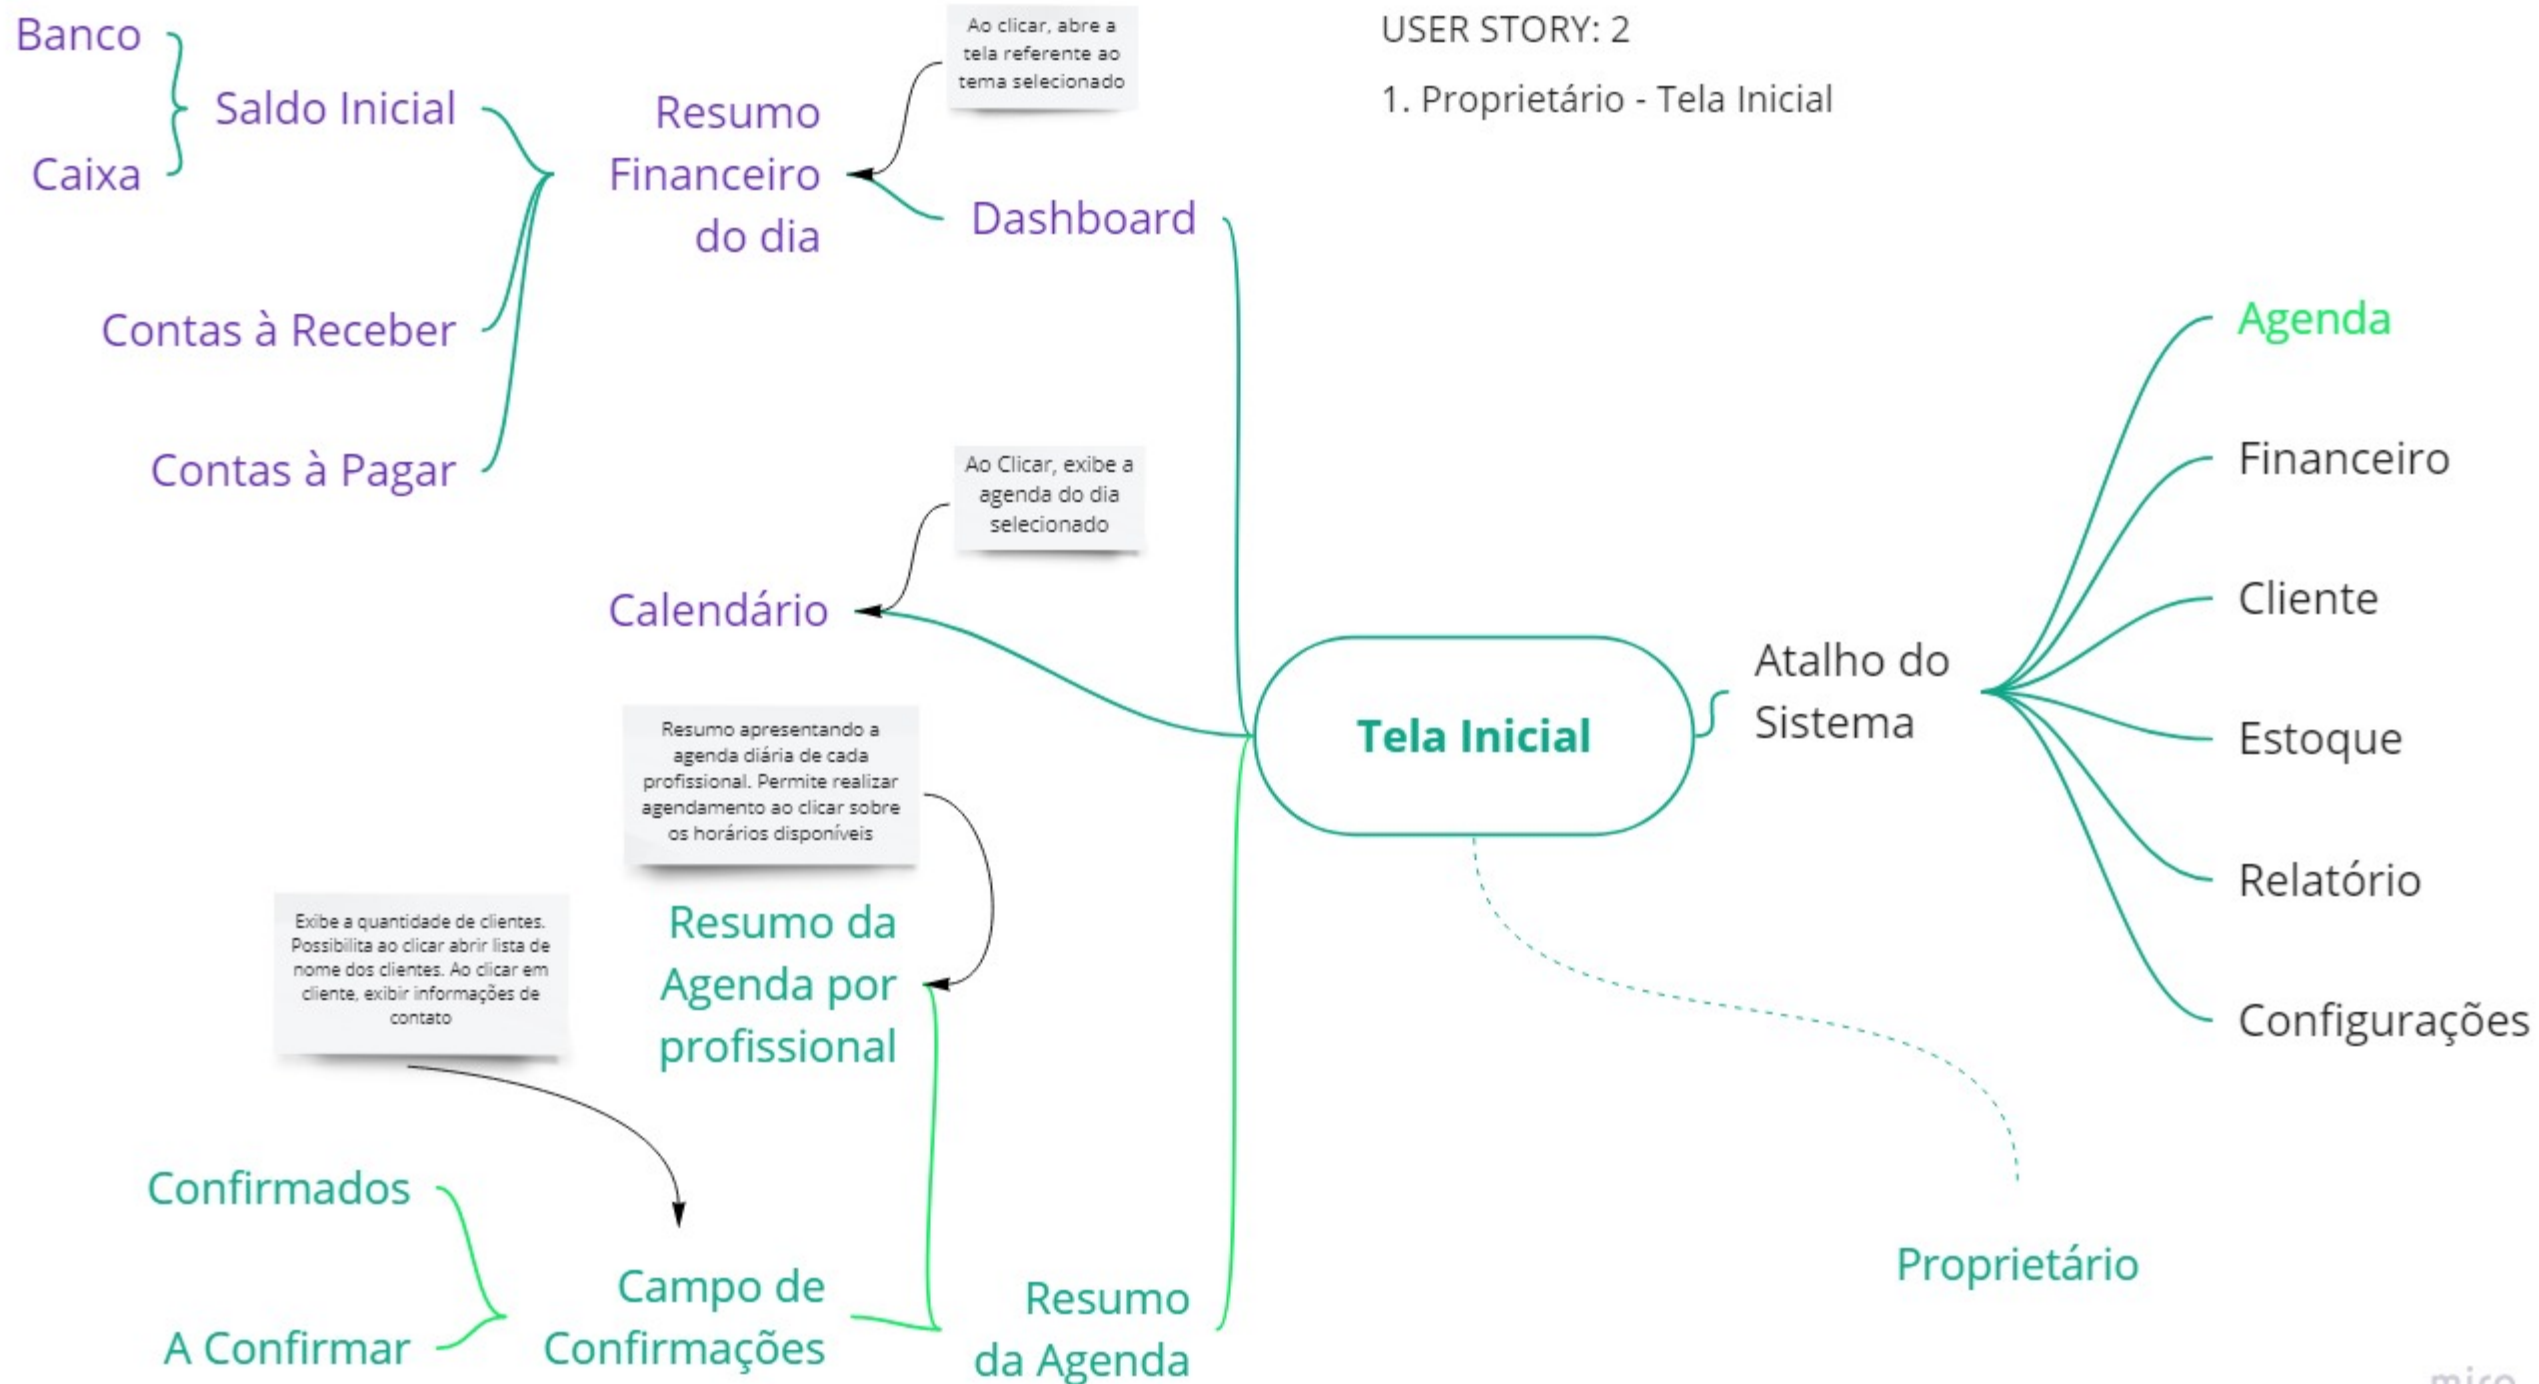 USER STORY: 2
1. Proprietário - Tela Inicial
Banco
Caixa
Saldo Inicial
Contas à Receber
Contas à Pagar
Resumo
Financeiro
do dia
Ao clicar, abre a
tela referente ao
tema selecionado
Dashboard
Ao Clicar, exibe a
agenda do dia
selecionado
Calendário
Resumo apresentando a
agenda diária de cada
profissional. Permite realizar
agendamento ao clicar sobre
os horários disponíveis
Resumo da
Agenda por
profissional
Exibe a quantidade de clientes.
Possibilita ao clicar abrir lista de
nome dos clientes. Ao clicar em
cliente, exibir informações de
contato
Confirmados
A Confirmar
Campo de
Confirmações
Resumo
da Agenda
Tela Inicial
Atalho do
Sistema
Agenda
Financeiro
Cliente
Estoque
Relatório
Configurações
Proprietário
miro